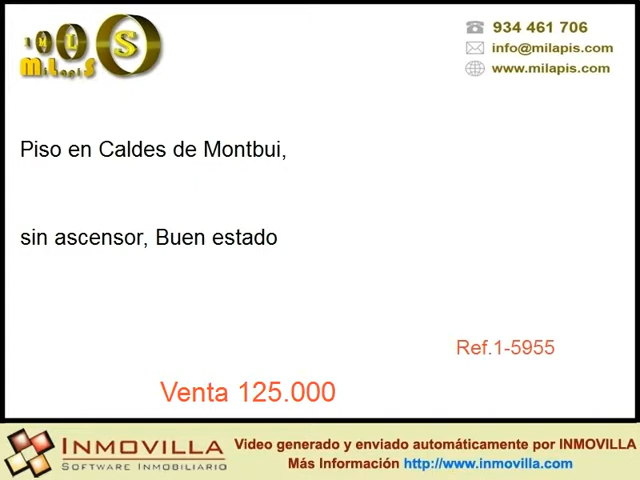 1 M L S
MiLapiS
934 461 706
info@milapis.com
www.milapis.com
Piso en Caldes de Montbui,
sin ascensor, Buen estado
Ref.1-5955
Venta 125.000
INMOVILLA
SOFTWARE INMOBILIARIO
Video generado y enviado automáticamente por INMOVILLA
Más Información http://www.inmovilla.com